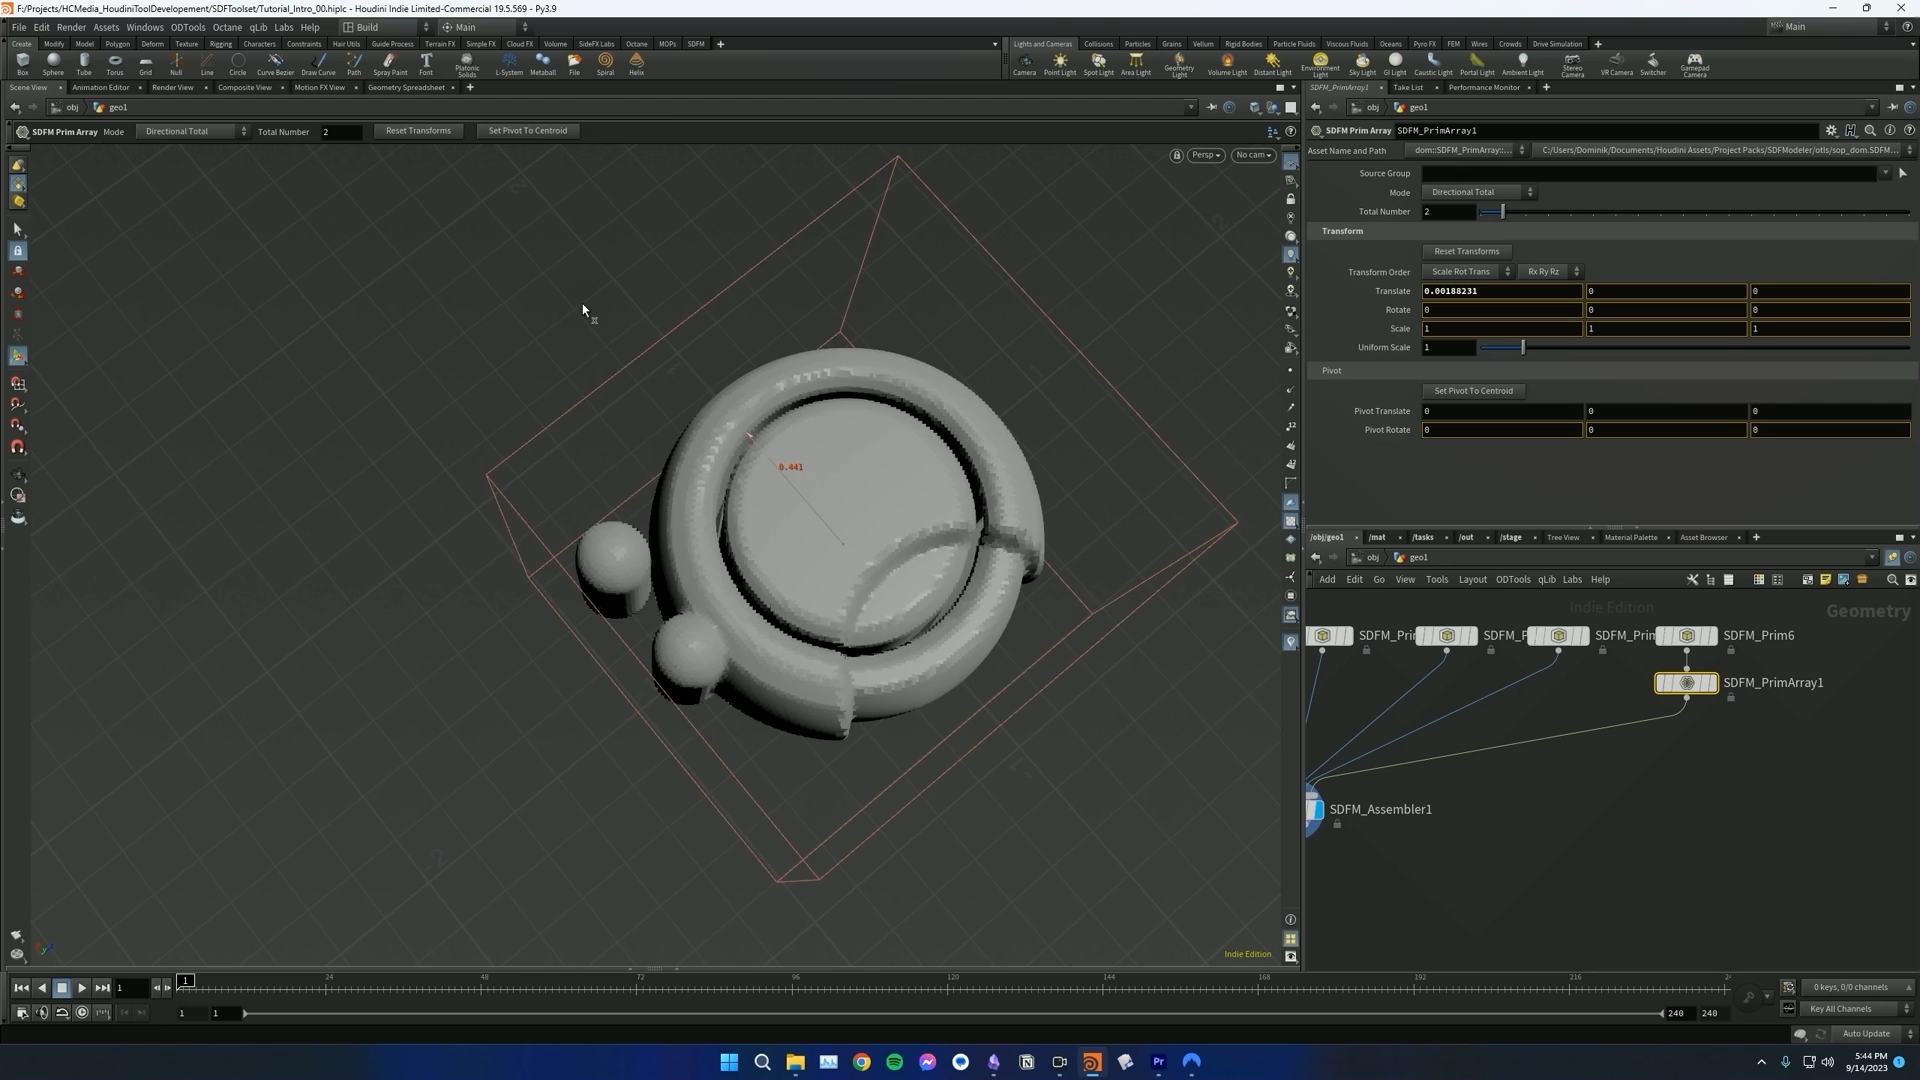 F:/Projects/HCMedia_HoudiniToolDevelopement/SDFToolset/Tutorial_Intro_00.hiplc - Houdini Indie Limited-Commercial 19.5.569 - Py3.9
File Edit Render Assets Windows ODTools Octane qLib Labs Help Build Main Main
Create Modify Model Polygon Deform Texture Rigging Characters Constraints Hair Utils Guide Process Terrain FX Simple FX Cloud FX Volume SideFX Labs Octane MOPs SDFM
Lights and Cameras Collisions Particles Grains Vellum Rigid Bodies Particle Fluids Viscous Fluids Oceans Pyro FX FEM Wires Crowds Drive Simulation
Box Sphere Tube Torus Grid Null Line Circle Curve Bezier Draw Curve Path Spray Paint Font Platonic Solids L-System Metaball File Spiral Helix
Camera Point Light Spot Light Area Light Geometry Light Volume Light Distant Light Environment Light Sky Light GI Light Caustic Light Portal Light Ambient Light Stereo Camera VR Camera Switcher Gamepad Camera
Scene View Animation Editor Render View Composite View Motion FX View Geometry Spreadsheet
SDFM_PrimArray1 Take List Performance Monitor
obj geo1
obj geo1
SDFM Prim Array Mode Directional Total Total Number 2 Reset Transforms Set Pivot To Centroid
SDFM Prim Array SDFM_PrimArray1
Asset Name and Path dom::SDFM_PrimArray::... C:/Users/Dominik/Documents/Houdini Assets/Project Packs/SDFModeler/otls/sop_dom.SDFM...
Persp No cam
Source Group
Mode Directional Total
Total Number 2
Transform
Reset Transforms
Transform Order Scale Rot Trans Rx Ry Rz
Translate 0.00188231 0 0
Rotate 0 0 0
Scale 1 1 1
Uniform Scale 1
Pivot
Set Pivot To Centroid
Pivot Translate 0 0 0
Pivot Rotate 0 0 0
0.441
/obj/geo1 /mat /tasks /out /stage Tree View Material Palette Asset Browser
obj geo1
Add Edit Go View Tools Layout ODTools qLib Labs Help
Indie Edition
Geometry
SDFM_Pri SDFM_P SDFM_Prim SDFM_Prim6
SDFM_PrimArray1
SDFM_Assembler1
Indie Edition
1 1 24 48 72 96 120 144 168 192 216
0 keys, 0/0 channels
1 1 240 240
Key All Channels
Auto Update
5:44 PM
9/14/2023